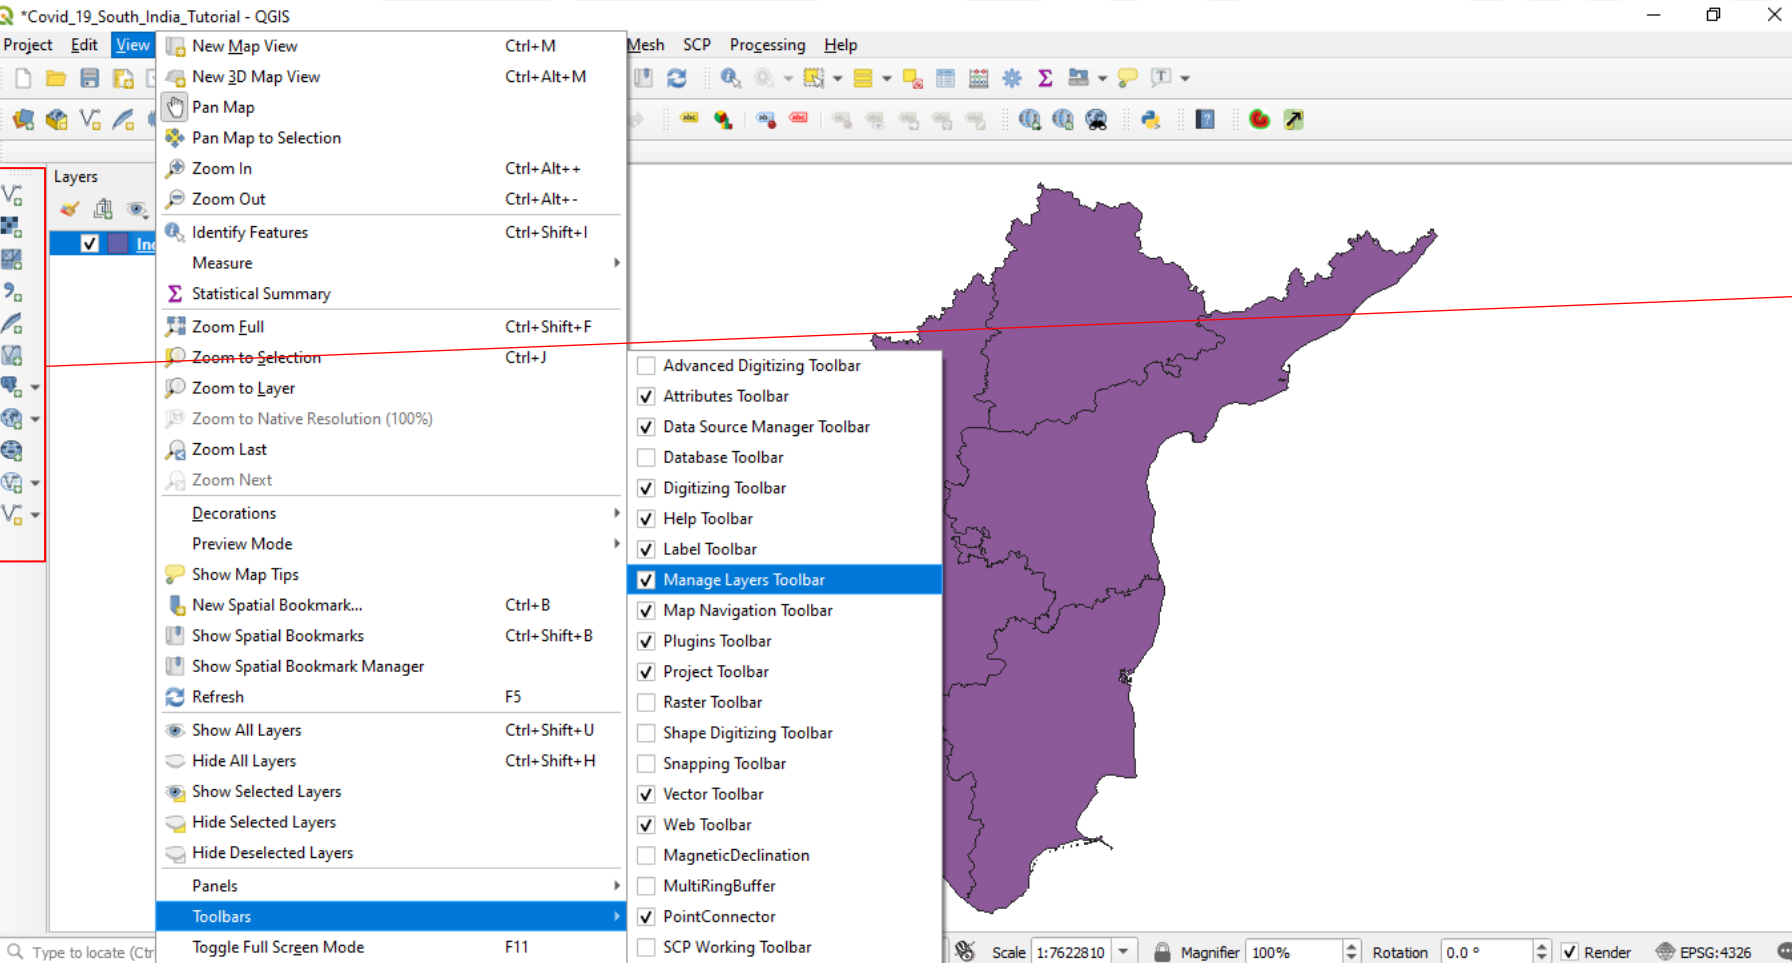 *Covid_19_South_India_Tutorial - QGIS
Project Edit View Mesh SCP Processing Help
New Map View Ctrl+M
New 3D Map View Ctrl+Alt+M
Pan Map
Pan Map to Selection
Zoom In Ctrl+Alt++
Zoom Out Ctrl+Alt+-
Identify Features Ctrl+Shift+I
Measure
Statistical Summary
Zoom Full Ctrl+Shift+F
Zoom to Selection Ctrl+J
Zoom to Layer
Zoom to Native Resolution (100%)
Zoom Last
Zoom Next
Decorations
Preview Mode
Show Map Tips
New Spatial Bookmark... Ctrl+B
Show Spatial Bookmarks Ctrl+Shift+B
Show Spatial Bookmark Manager
Refresh F5
Show All Layers Ctrl+Shift+U
Hide All Layers Ctrl+Shift+H
Show Selected Layers
Hide Selected Layers
Hide Deselected Layers
Panels
Toolbars
Toggle Full Screen Mode F11
Layers
Advanced Digitizing Toolbar
Attributes Toolbar
Data Source Manager Toolbar
Database Toolbar
Digitizing Toolbar
Help Toolbar
Label Toolbar
Manage Layers Toolbar
Map Navigation Toolbar
Plugins Toolbar
Project Toolbar
Raster Toolbar
Shape Digitizing Toolbar
Snapping Toolbar
Vector Toolbar
Web Toolbar
MagneticDeclination
MultiRingBuffer
PointConnector
SCP Working Toolbar
Type to locate (Ctr
Scale 1:7622810 Magnifier 100% Rotation 0.0 ° Render EPSG:4326